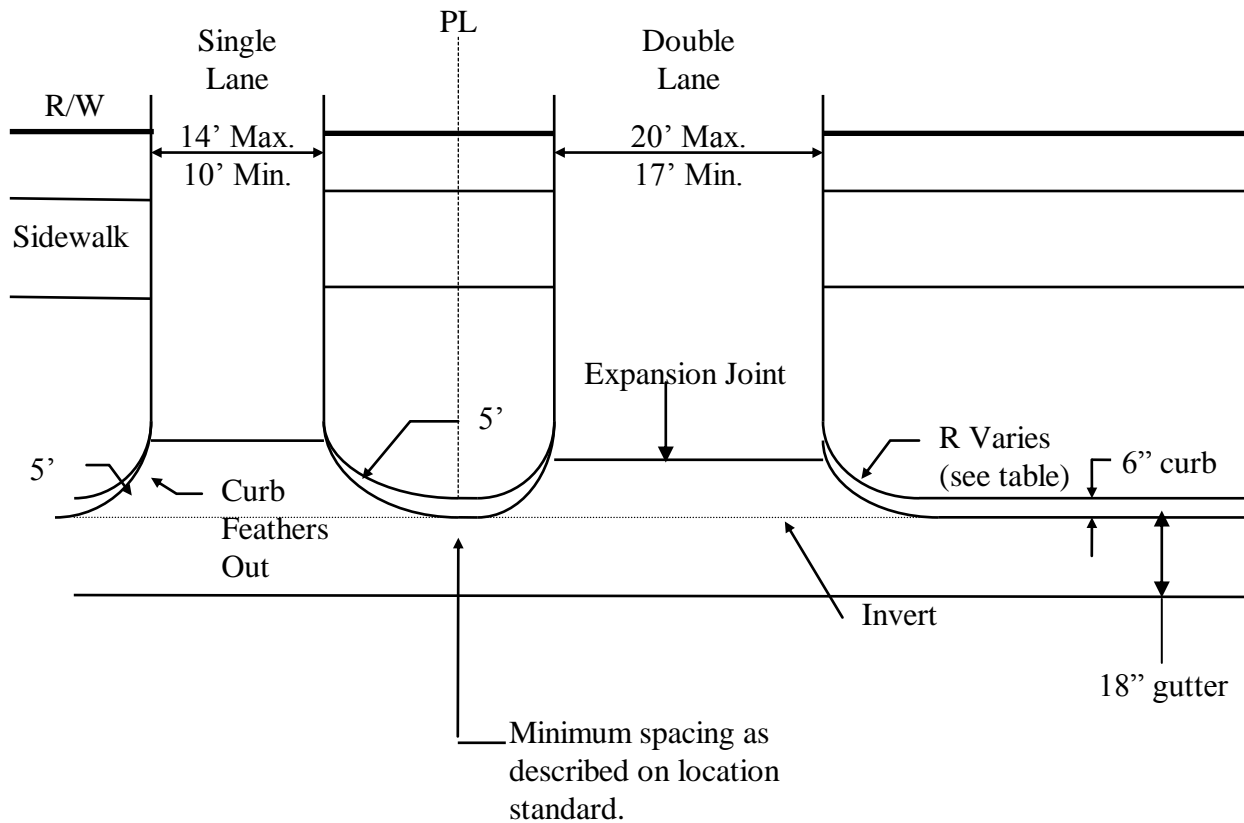 PL
Single
Lane
Double
Lane
R/W
14’ Max.
10’ Min.
20’ Max.
17’ Min.
Sidewalk
Expansion Joint
5’
R Varies
(see table)
6” curb
5’
Curb
Feathers
Out
Invert
18” gutter
Minimum spacing as
described on location
standard.